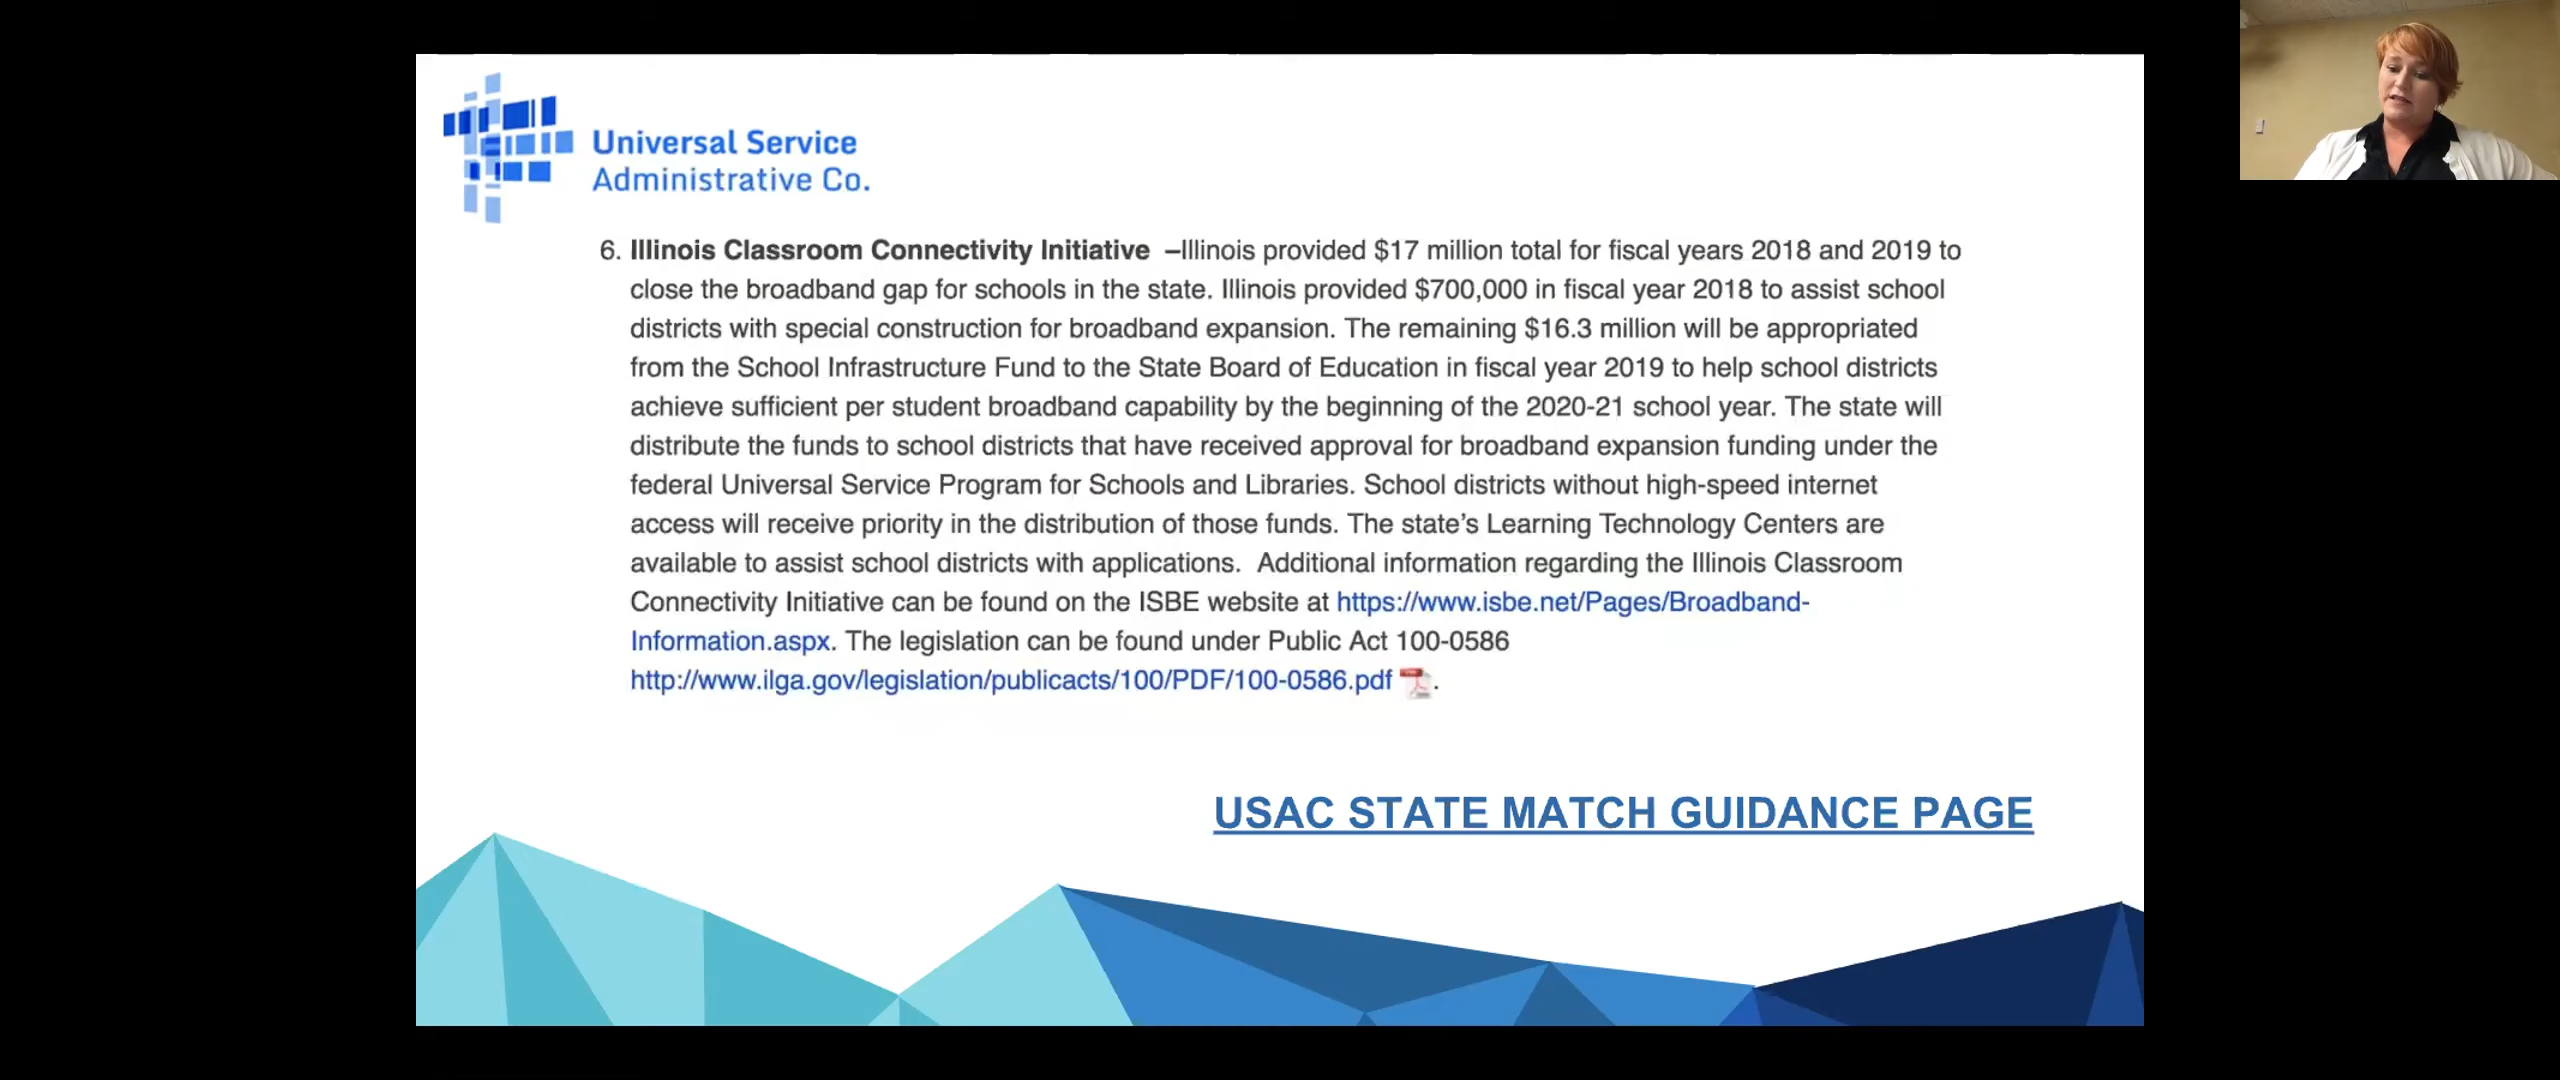 Universal Service
Administrative Co.
6. Illinois Classroom Connectivity Initiative –Illinois provided $17 million total for fiscal years 2018 and 2019 to
close the broadband gap for schools in the state. Illinois provided $700,000 in fiscal year 2018 to assist school
districts with special construction for broadband expansion. The remaining $16.3 million will be appropriated
from the School Infrastructure Fund to the State Board of Education in fiscal year 2019 to help school districts
achieve sufficient per student broadband capability by the beginning of the 2020-21 school year. The state will
distribute the funds to school districts that have received approval for broadband expansion funding under the
federal Universal Service Program for Schools and Libraries. School districts without high-speed internet
access will receive priority in the distribution of those funds. The state’s Learning Technology Centers are
available to assist school districts with applications.  Additional information regarding the Illinois Classroom
Connectivity Initiative can be found on the ISBE website at https://www.isbe.net/Pages/Broadband-
Information.aspx. The legislation can be found under Public Act 100-0586
http://www.ilga.gov/legislation/publicacts/100/PDF/100-0586.pdf .
USAC STATE MATCH GUIDANCE PAGE